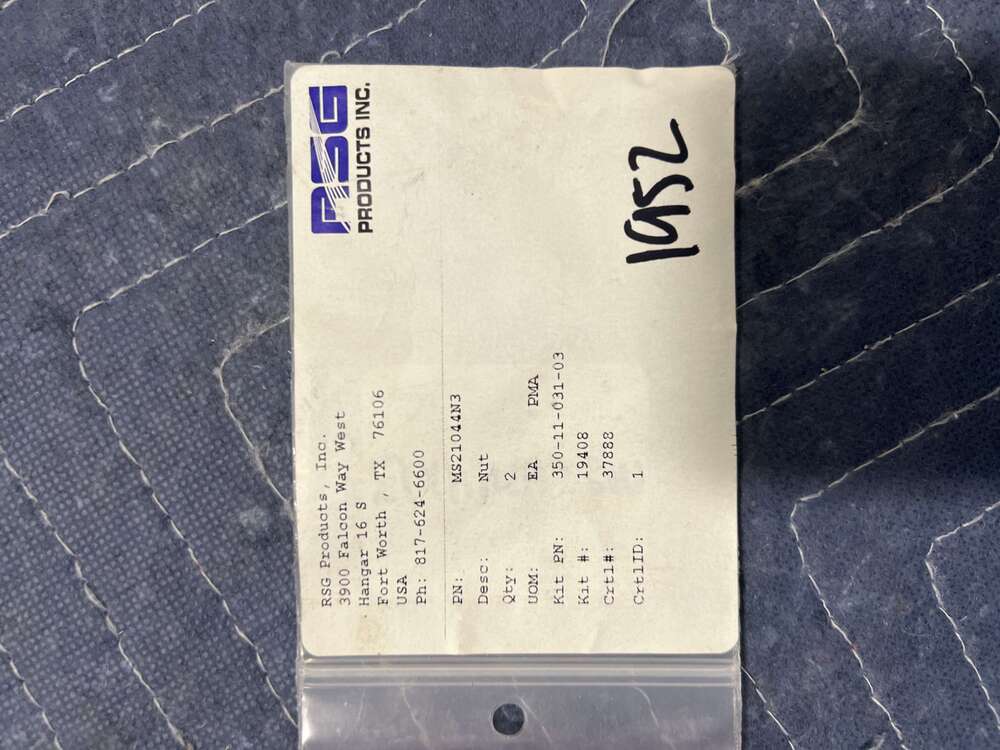 RSG
PRODUCTS INC.
RSG Products, Inc.
3900 Falcon Way West
Hangar 16 S
Fort Worth , TX 76106
USA
Ph: 817-624-6600
PN: MS21044N3
Desc: Nut
Qty: 2
UOM: EA PMA
Kit PN: 350-11-031-03
Kit #: 19408
Crtl#: 37888
CrtlID: 1
1952